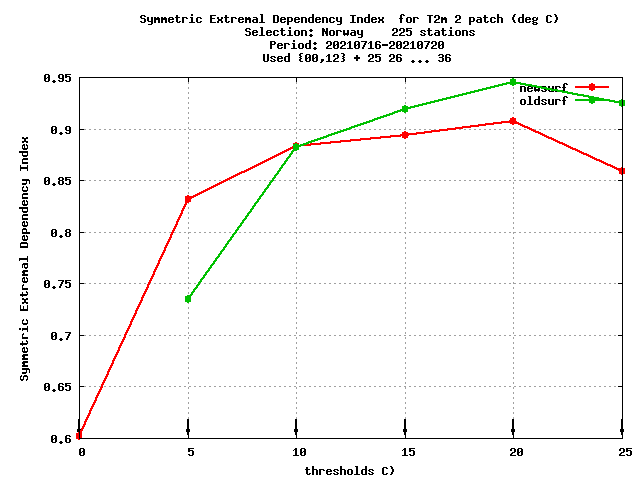 Symmetric Extremal Dependency Index  for T2m 2 patch (deg C)
Selection: Norway    225 stations
Period: 20210716-20210720
Used {00,12} + 25 26 ... 36
newsurf
oldsurf
Symmetric Extremal Dependency Index
0.95
0.9
0.85
0.8
0.75
0.7
0.65
0.6
0 5 10 15 20 25
thresholds C)